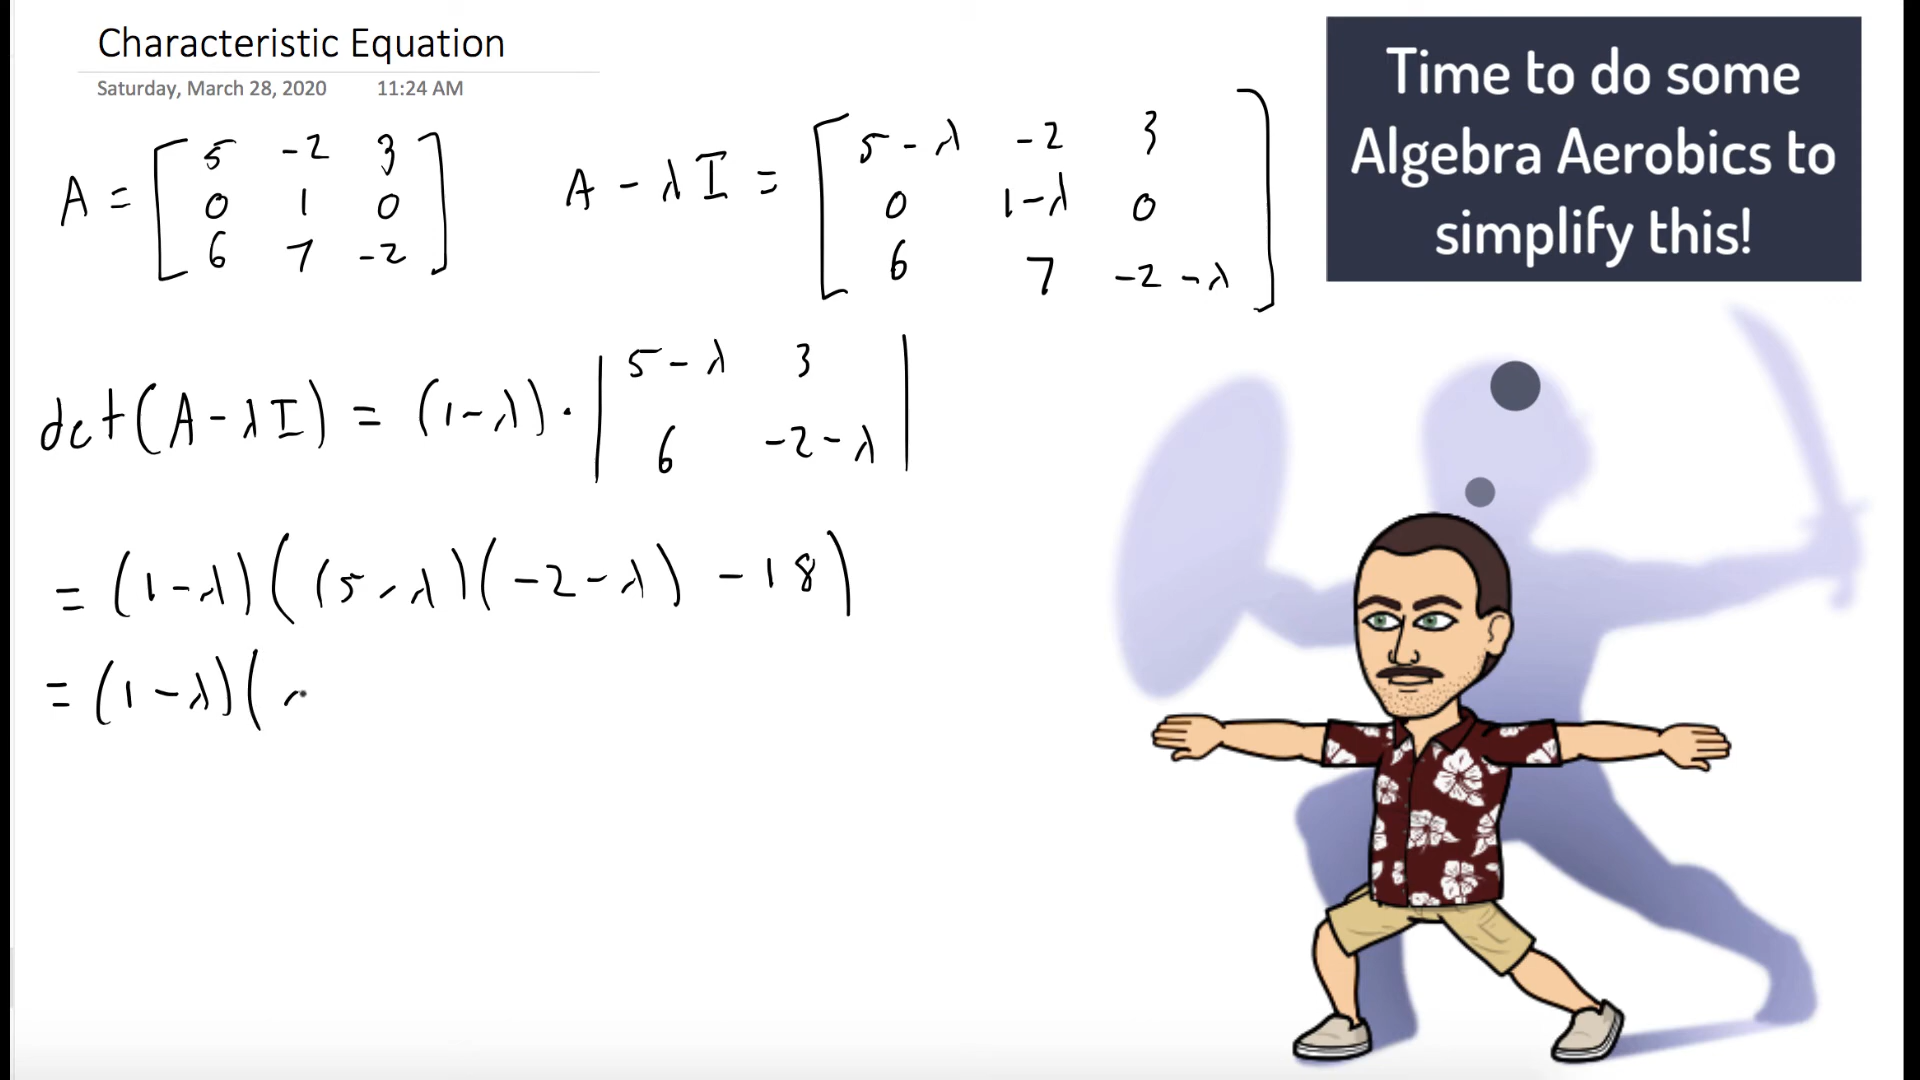 Characteristic Equation
Saturday, March 28, 2020 11:24 AM
Time to do some
Algebra Aerobics to
simplify this!
A = [ 5 -2 3
0 1 0
6 7 -2 ]
A - λI = [ 5-λ -2 3
0 1-λ 0
6 7 -2-λ ]
det(A-λI) = (1-λ) · | 5-λ 3
6 -2-λ |
= (1-λ)((5-λ)(-2-λ) -18)
= (1-λ)(